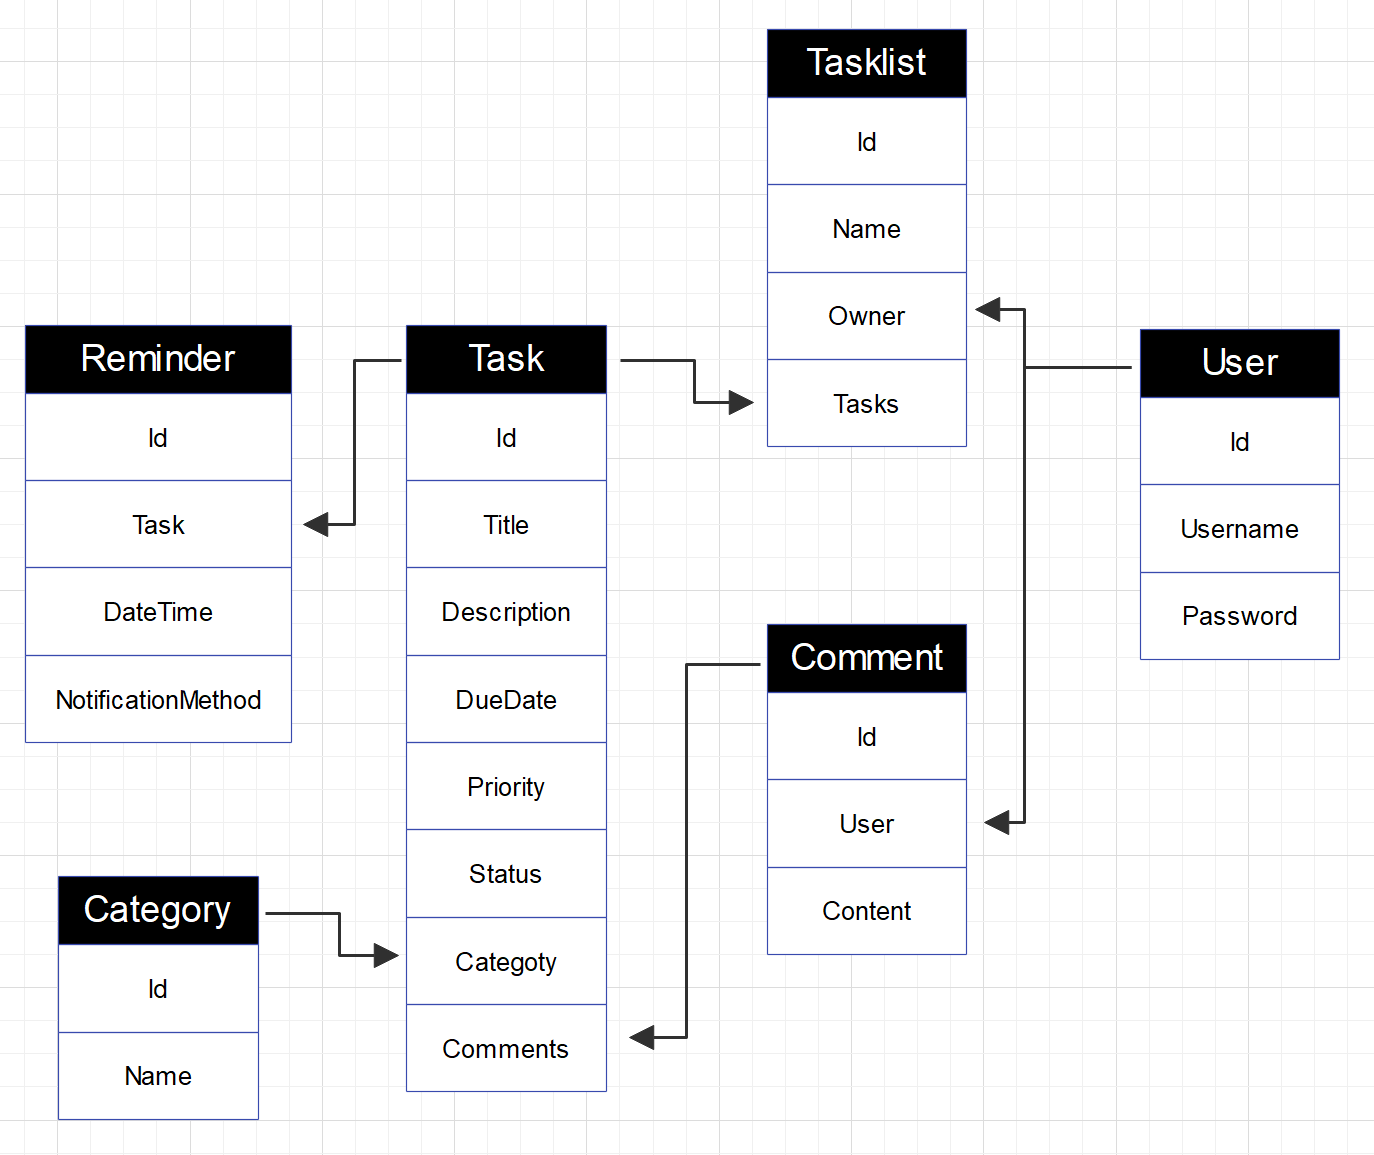 Tasklist
Id
Name
Owner
Tasks
Reminder
Id
Task
DateTime
NotificationMethod
Task
Id
Title
Description
DueDate
Priority
Status
Categoty
Comments
User
Id
Username
Password
Comment
Id
User
Content
Category
Id
Name